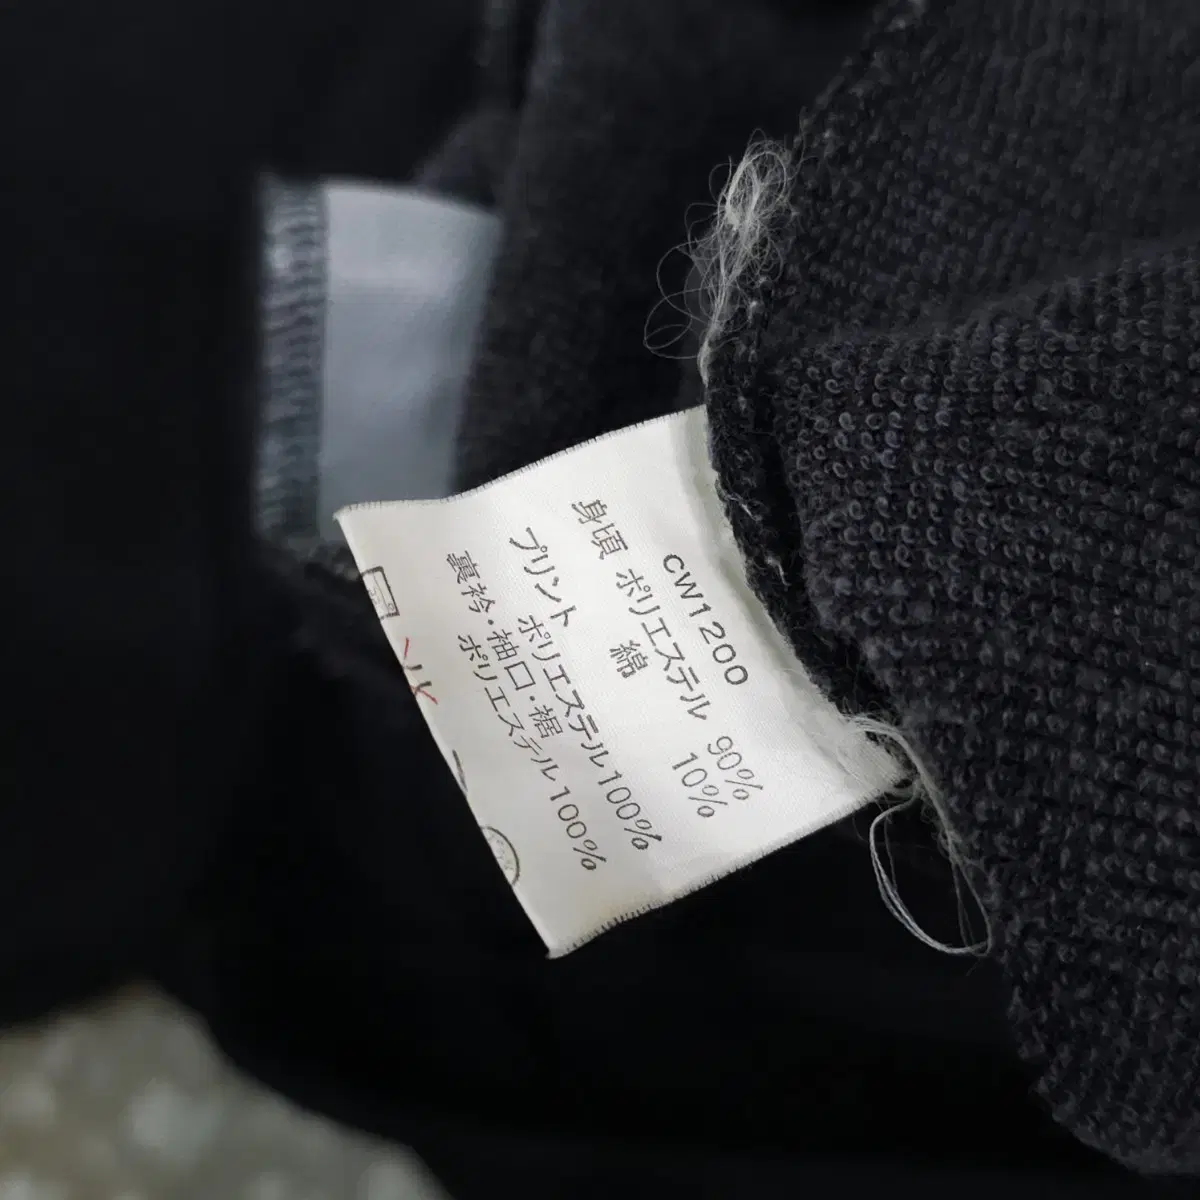 CW1200
身頃 ポリエステル 90%
綿 10%
プリント
ポリエステル100%
裏衿・袖口・裾
ポリエステル100%